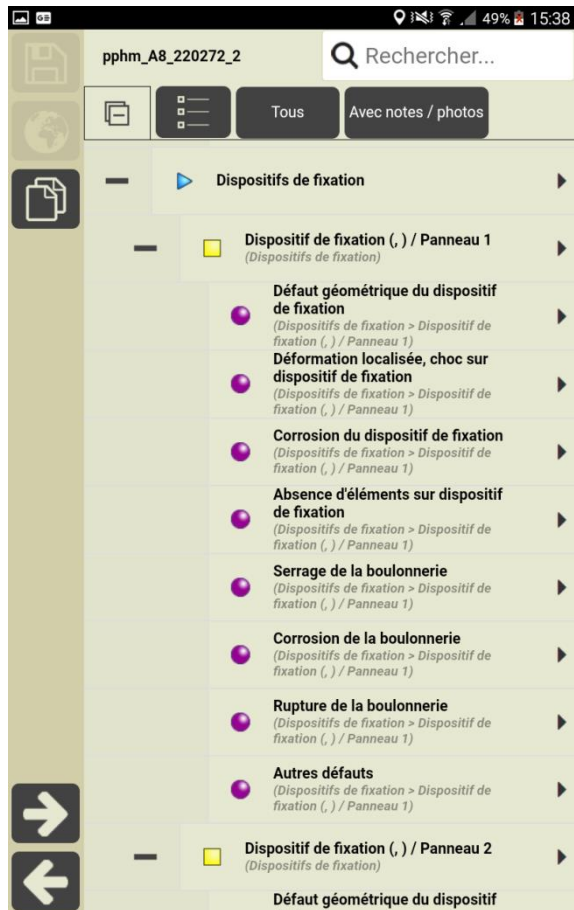 49% 15:38
pphm_A8_220272_2
Rechercher...
Tous
Avec notes / photos
Dispositifs de fixation
Dispositif de fixation (, ) / Panneau 1
(Dispositifs de fixation)
Défaut géométrique du dispositif
de fixation
(Dispositifs de fixation > Dispositif de
fixation (, ) / Panneau 1)
Déformation localisée, choc sur
dispositif de fixation
(Dispositifs de fixation > Dispositif de
fixation (, ) / Panneau 1)
Corrosion du dispositif de fixation
(Dispositifs de fixation > Dispositif de
fixation (, ) / Panneau 1)
Absence d'éléments sur dispositif
de fixation
(Dispositifs de fixation > Dispositif de
fixation (, ) / Panneau 1)
Serrage de la boulonnerie
(Dispositifs de fixation > Dispositif de
fixation (, ) / Panneau 1)
Corrosion de la boulonnerie
(Dispositifs de fixation > Dispositif de
fixation (, ) / Panneau 1)
Rupture de la boulonnerie
(Dispositifs de fixation > Dispositif de
fixation (, ) / Panneau 1)
Autres défauts
(Dispositifs de fixation > Dispositif de
fixation (, ) / Panneau 1)
Dispositif de fixation (, ) / Panneau 2
(Dispositifs de fixation)
Défaut géométrique du dispositif